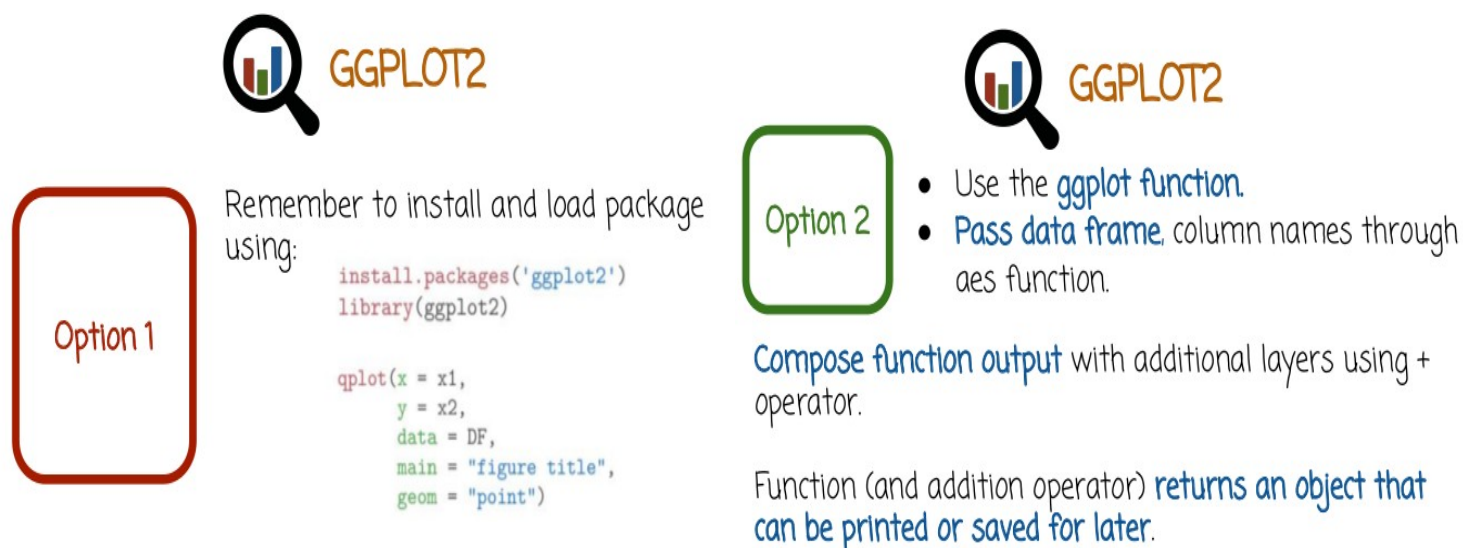 GGPLOT2
Option 1
Remember to install and load package
using:
install.packages('ggplot2')
library(ggplot2)
qplot(x = x1,
y = x2,
data = DF,
main = "figure title",
geom = "point")
GGPLOT2
Option 2
• Use the ggplot function.
• Pass data frame, column names through
aes function.
Compose function output with additional layers using +
operator.
Function (and addition operator) returns an object that
can be printed or saved for later.